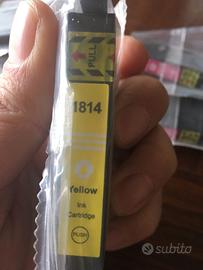 PULL
1814
Yellow
Ink
Cartridge
PUSH
subito